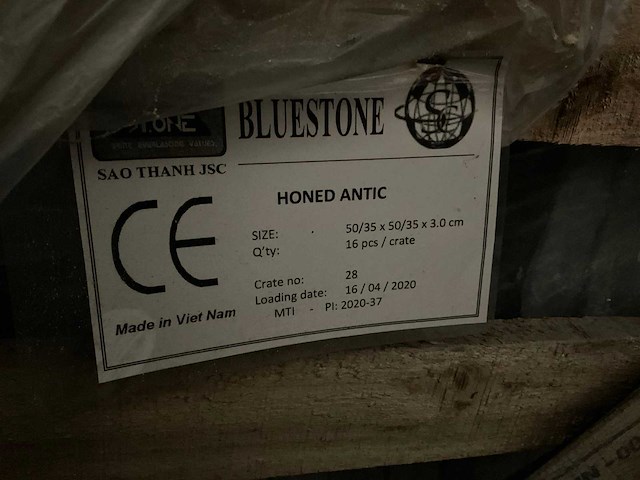 BLUESTONE
SAO THANH JSC
HONED ANTIC
SIZE: 50/35 x 50/35 x 3.0 cm
Q'ty: 16 pcs / crate
CE
Crate no: 28
Loading date: 16 / 04 / 2020
MTI - PI: 2020-37
Made in Viet Nam